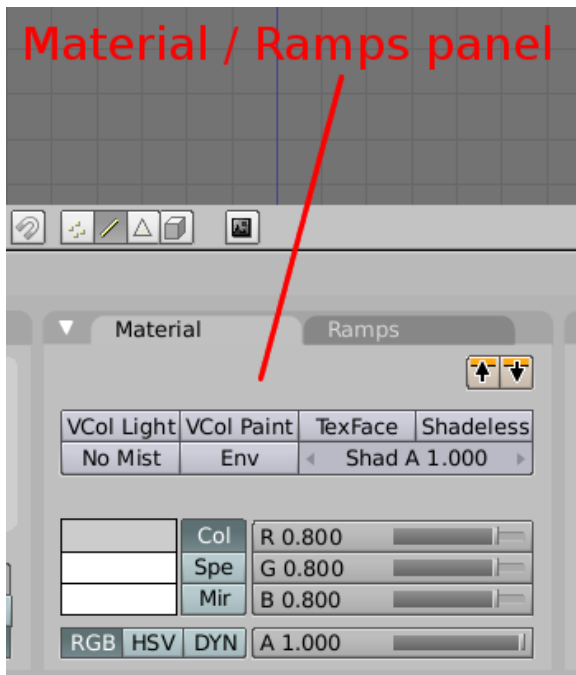 Material / Ramps panel
Material Ramps
VCol Light VCol Paint TexFace Shadeless
No Mist Env Shad A 1.000
Col R 0.800
Spe G 0.800
Mir B 0.800
RGB HSV DYN A 1.000